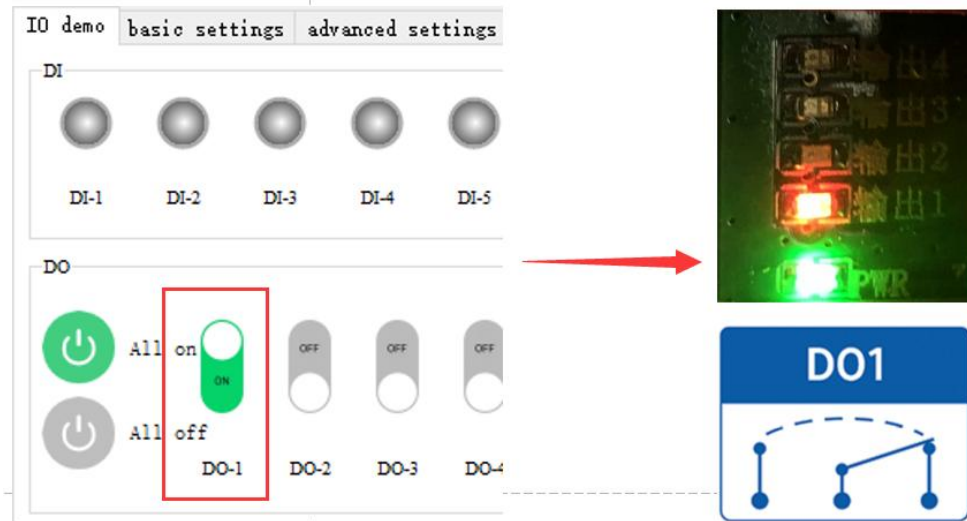 IO demo
basic settings
advanced settings
DI
DI-1
DI-2
DI-3
DI-4
DI-5
DO
All on
ON
OFF
OFF
OFF
All off
DO-1
DO-2
DO-3
DO-4
输出4
输出3
输出2
输出1
PWR
DO1